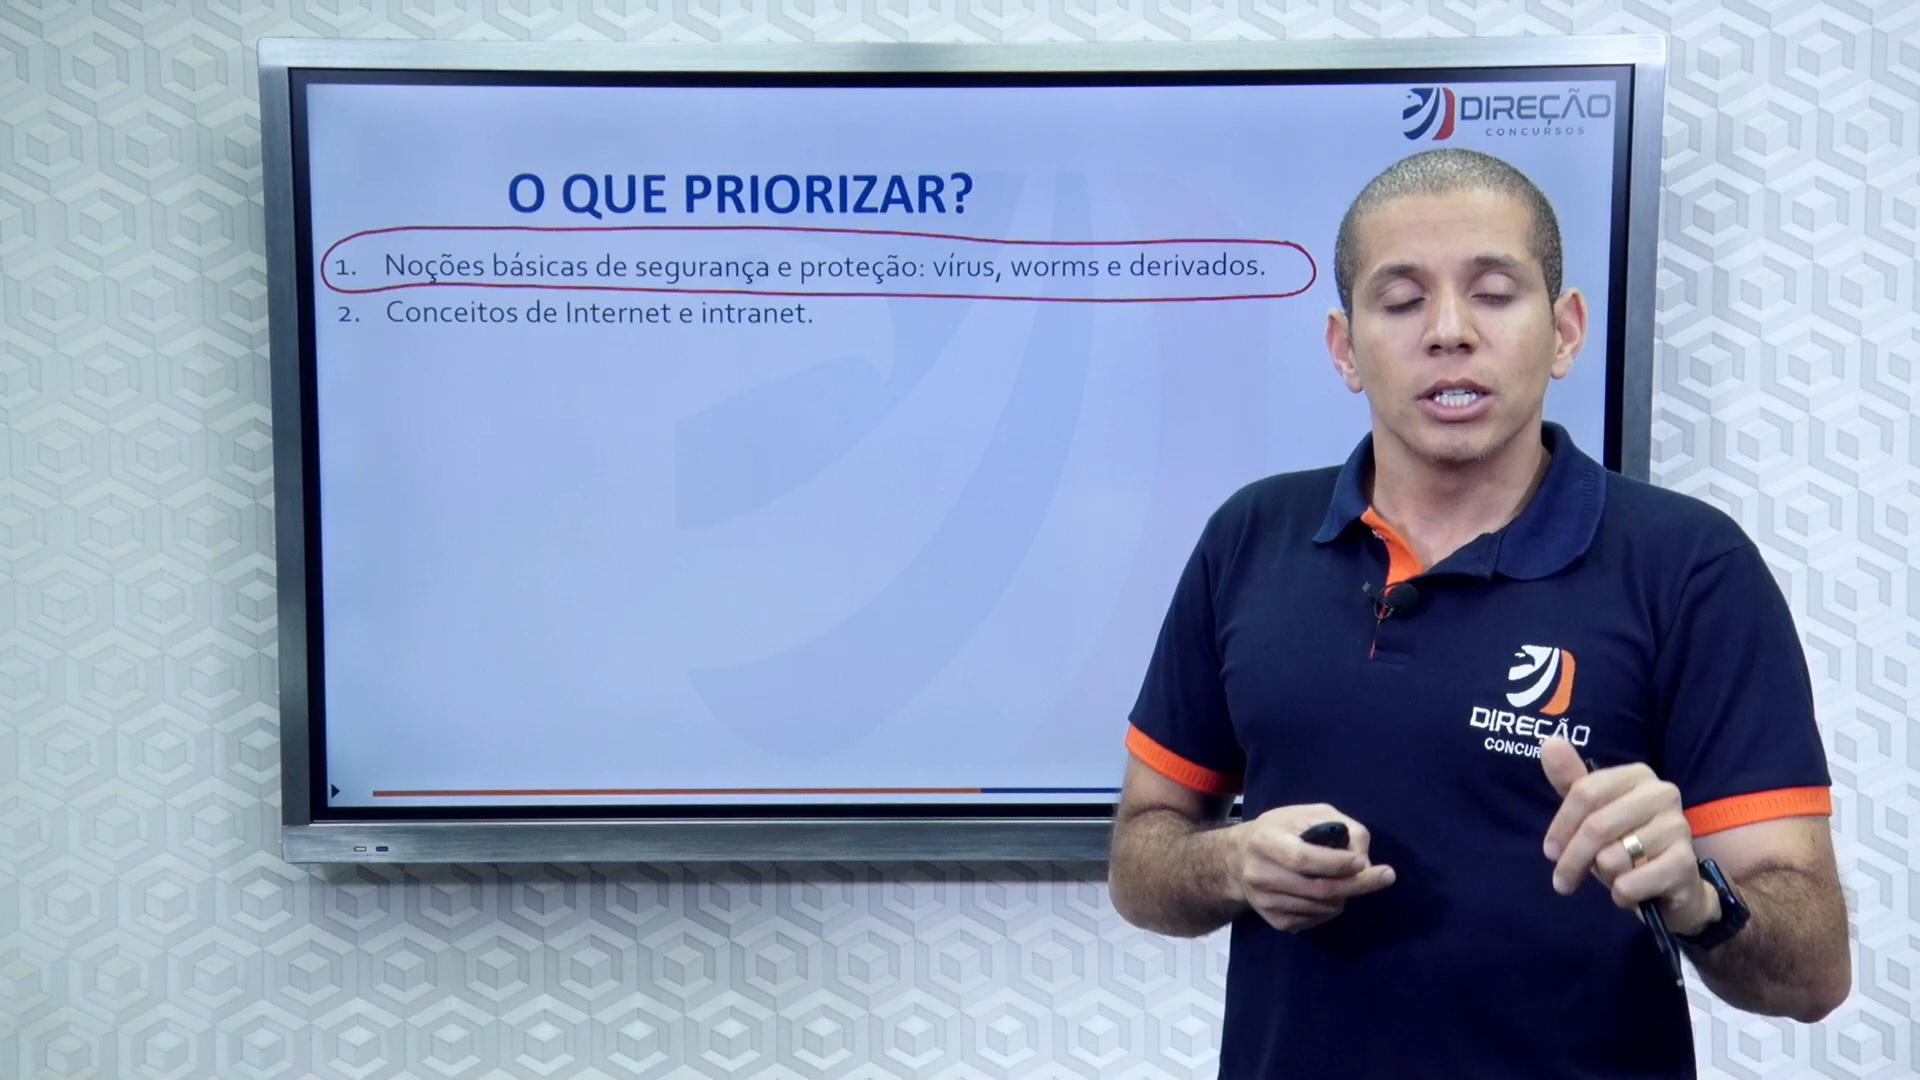 DIREÇÃO
CONCURSOS
O QUE PRIORIZAR?
1. Noções básicas de segurança e proteção: vírus, worms e derivados.
2. Conceitos de Internet e intranet.
DIREÇÃO